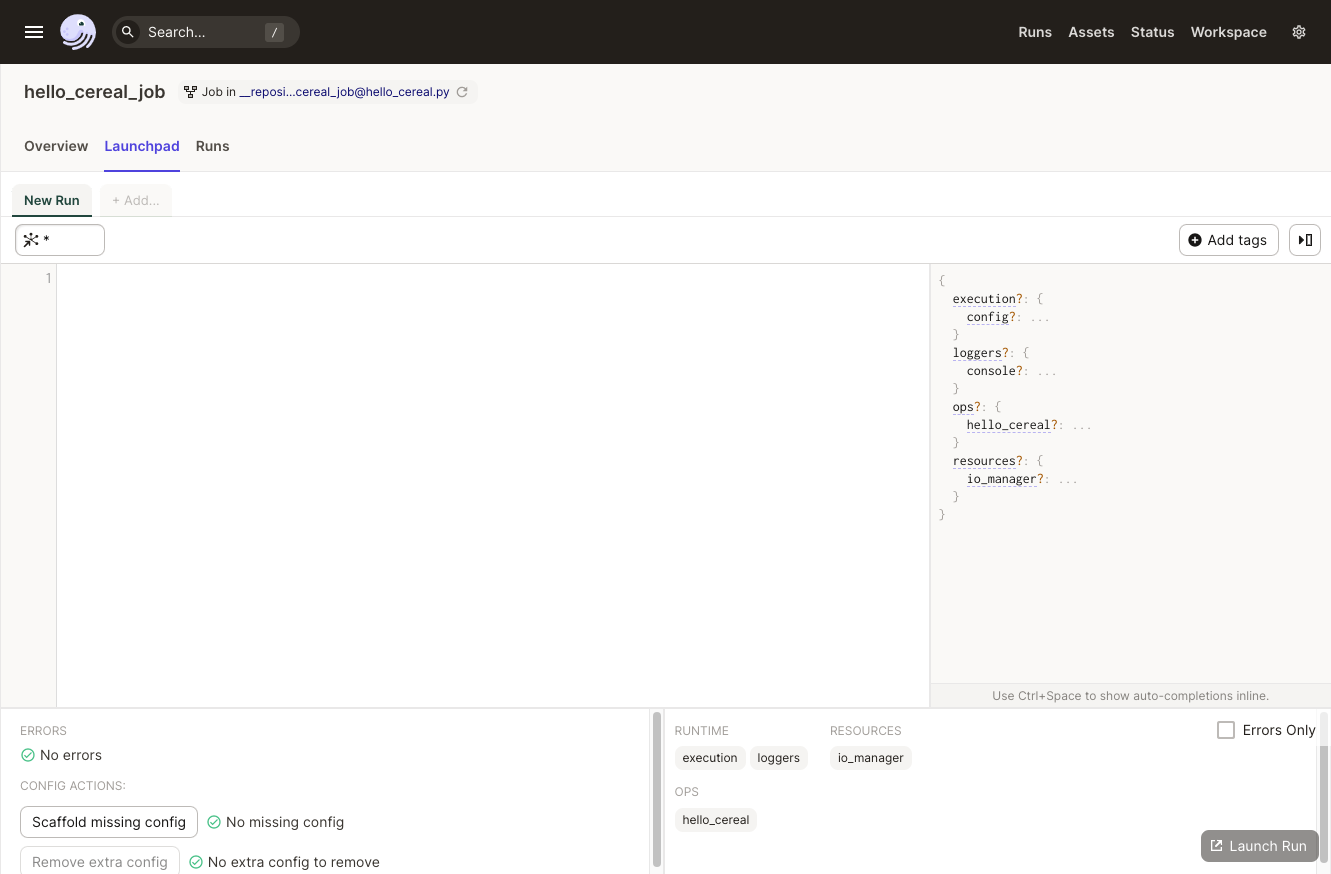 Search...
/
Runs
Assets
Status
Workspace
hello_cereal_job
Job in __reposi...cereal_job@hello_cereal.py
Overview
Launchpad
Runs
New Run
+ Add...
*
Add tags
1
{
execution?: {
config?: ...
}
loggers?: {
console?: ...
}
ops?: {
hello_cereal?: ...
}
resources?: {
io_manager?: ...
}
}
Use Ctrl+Space to show auto-completions inline.
ERRORS
No errors
CONFIG ACTIONS:
Scaffold missing config
No missing config
Remove extra config
No extra config to remove
RUNTIME
execution
loggers
RESOURCES
io_manager
Errors Only
OPS
hello_cereal
Launch Run